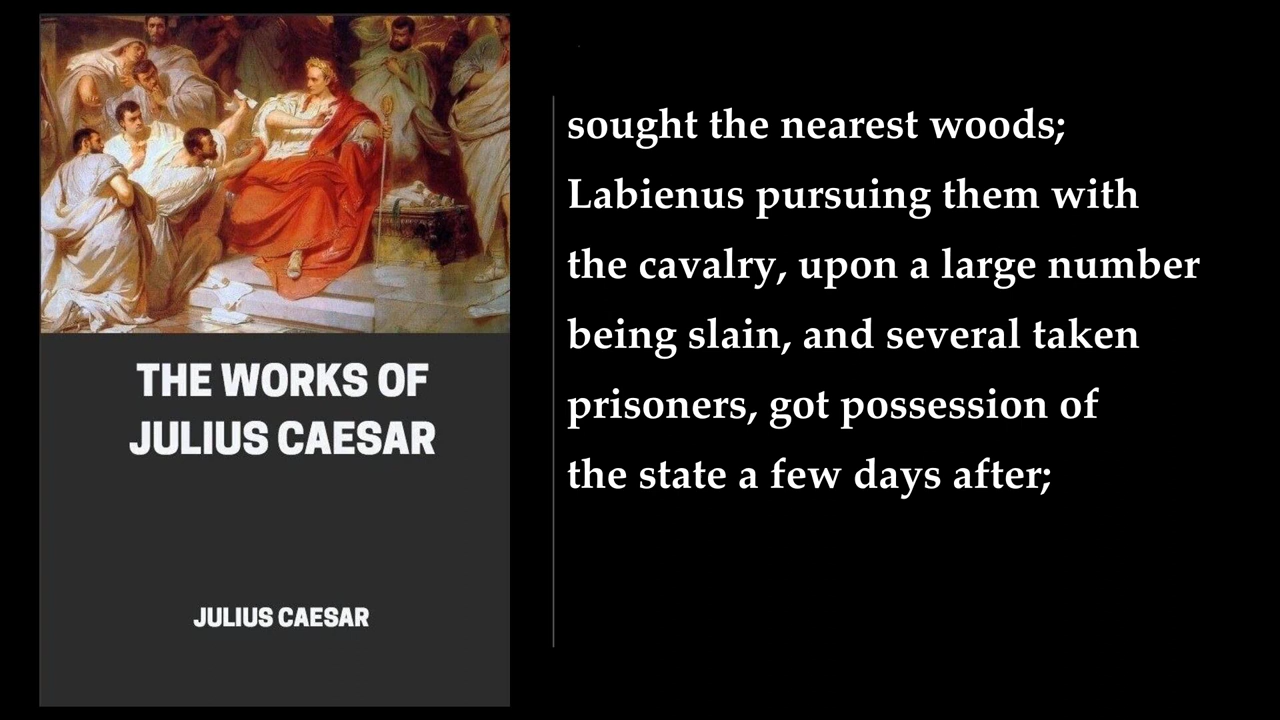 THE WORKS OF
JULIUS CAESAR
JULIUS CAESAR
sought the nearest woods;
Labienus pursuing them with
the cavalry, upon a large number
being slain, and several taken
prisoners, got possession of
the state a few days after;